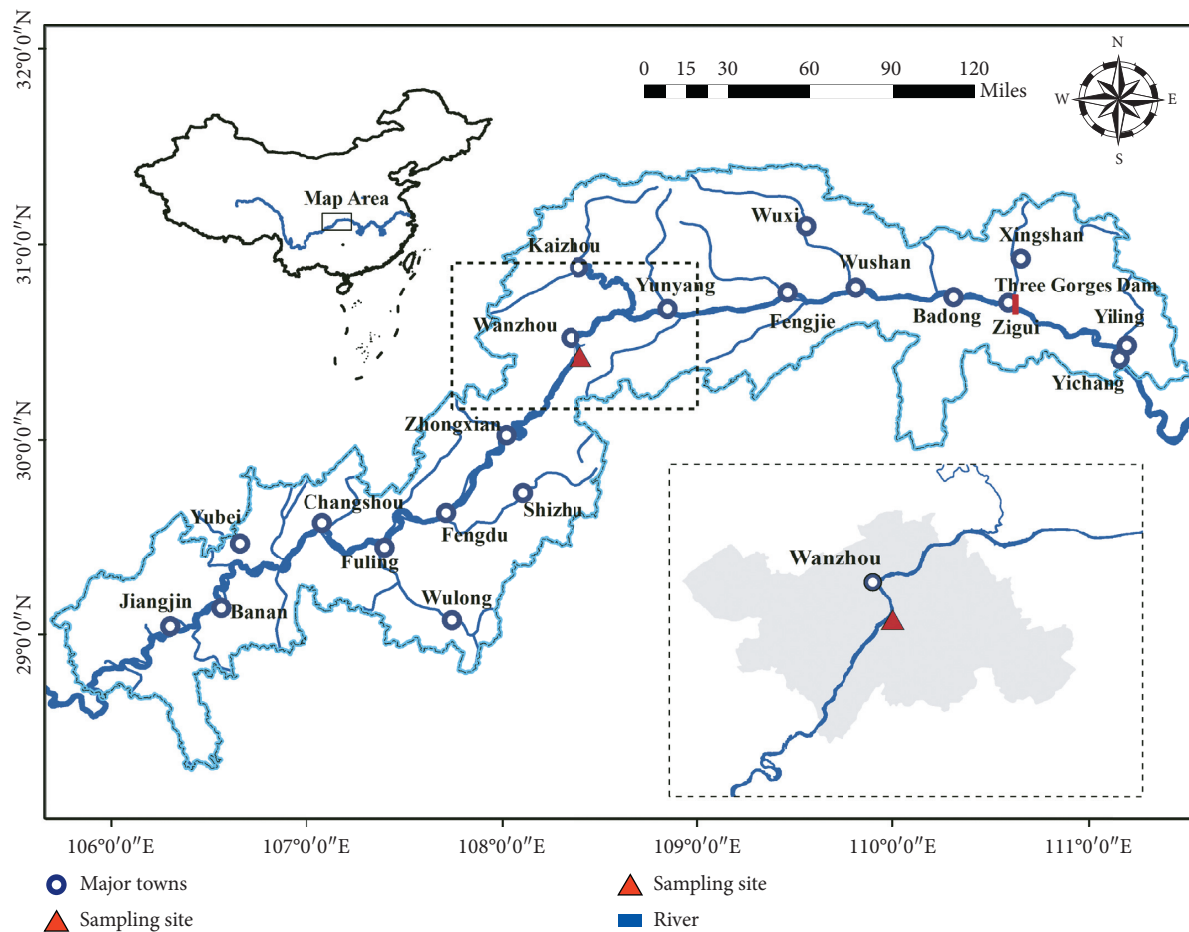 32°0′0″N
31°0′0″N
30°0′0″N
29°0′0″N
0 15 30 60 90 120
Miles
N
W E
S
Map Area
Kaizhou
Wuxi
Xingshan
Wushan
Yunyang
Three Gorges Dam
Wanzhou
Fengjie
Badong
Zigui
Yiling
Yichang
Zhongxian
Changshou
Shizhu
Yubei
Fengdu
Fuling
Wulong
Jiangjin
Banan
Wanzhou
106°0′0″E 107°0′0″E 108°0′0″E 109°0′0″E 110°0′0″E 111°0′0″E
Major towns
Sampling site
Sampling site
River